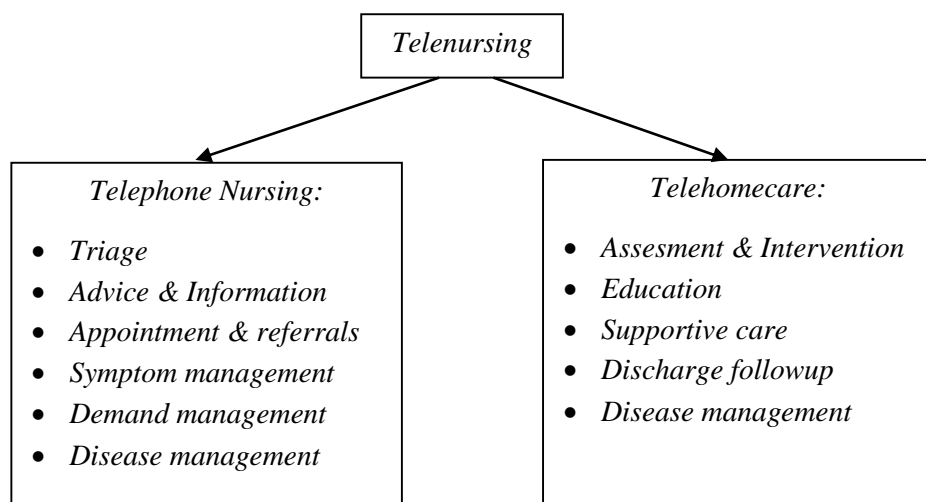 Telenursing
Telephone Nursing:
• Triage
• Advice & Information
• Appointment & referrals
• Symptom management
• Demand management
• Disease management
Telehomecare:
• Assesment & Intervention
• Education
• Supportive care
• Discharge followup
• Disease management